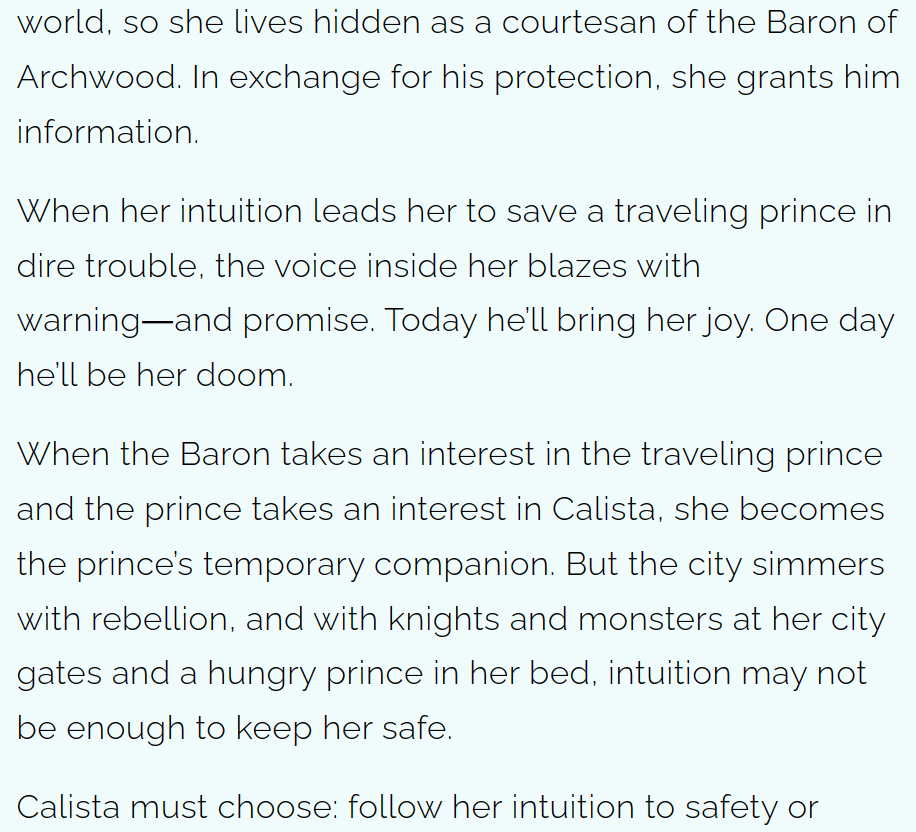 world, so she lives hidden as a courtesan of the Baron of
Archwood. In exchange for his protection, she grants him
information.
When her intuition leads her to save a traveling prince in
dire trouble, the voice inside her blazes with
warning—and promise. Today he’ll bring her joy. One day
he’ll be her doom.
When the Baron takes an interest in the traveling prince
and the prince takes an interest in Calista, she becomes
the prince’s temporary companion. But the city simmers
with rebellion, and with knights and monsters at her city
gates and a hungry prince in her bed, intuition may not
be enough to keep her safe.
Calista must choose: follow her intuition to safety or